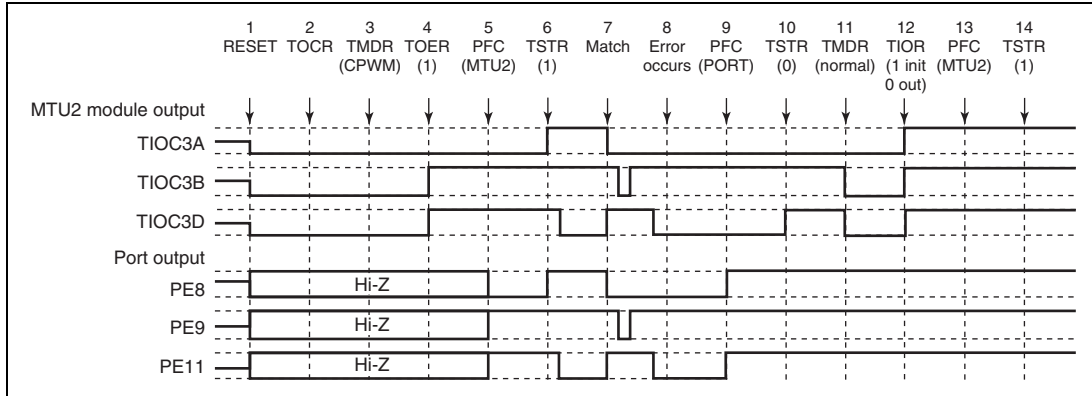 1 2 3 4 5 6 7 8 9 10 11 12 13 14
RESET TOCR TMDR TOER PFC TSTR Match Error PFC TSTR TMDR TIOR PFC TSTR
(CPWM) (1) (MTU2) (1) occurs (PORT) (0) (normal) (1 init (MTU2) (1)
0 out)
MTU2 module output
TIOC3A
TIOC3B
TIOC3D
Port output
PE8 Hi-Z
PE9 Hi-Z
PE11 Hi-Z